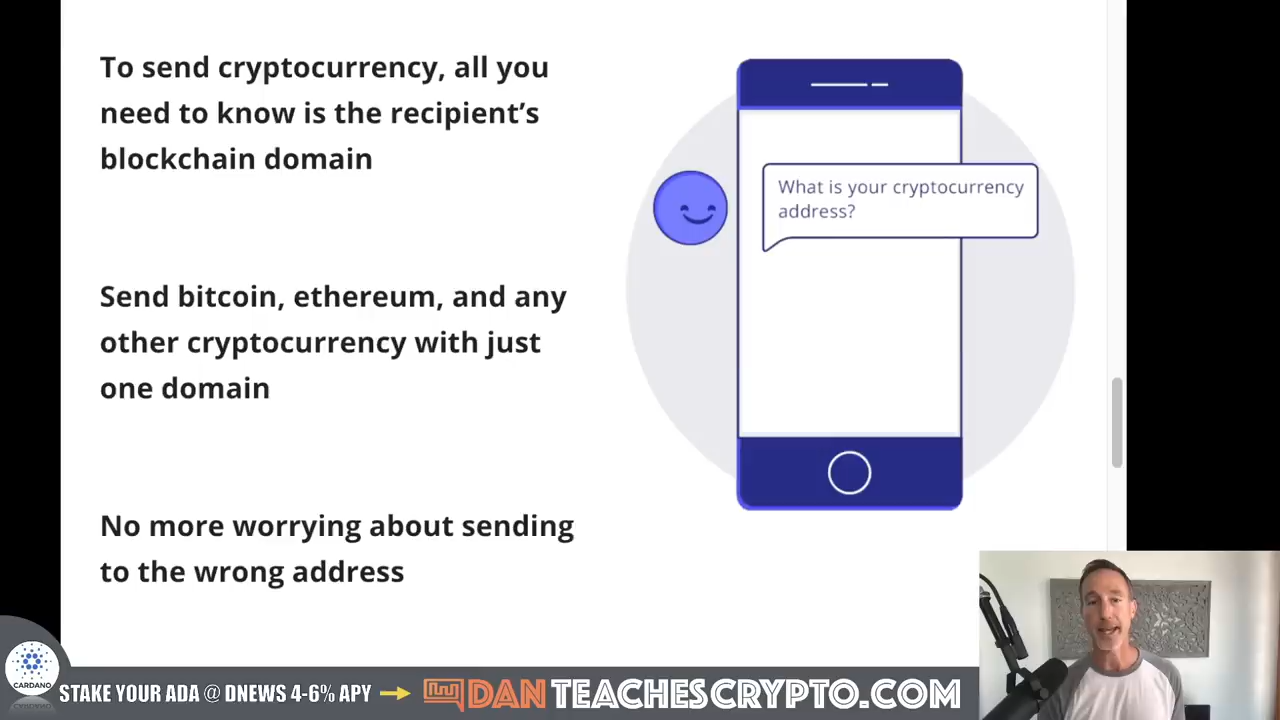 To send cryptocurrency, all you
need to know is the recipient's
blockchain domain
What is your cryptocurrency
address?
Send bitcoin, ethereum, and any
other cryptocurrency with just
one domain
No more worrying about sending
to the wrong address
CARDANO
STAKE YOUR ADA @ DNEWS 4-6% APY
DANTEACHESCRYPTO.COM